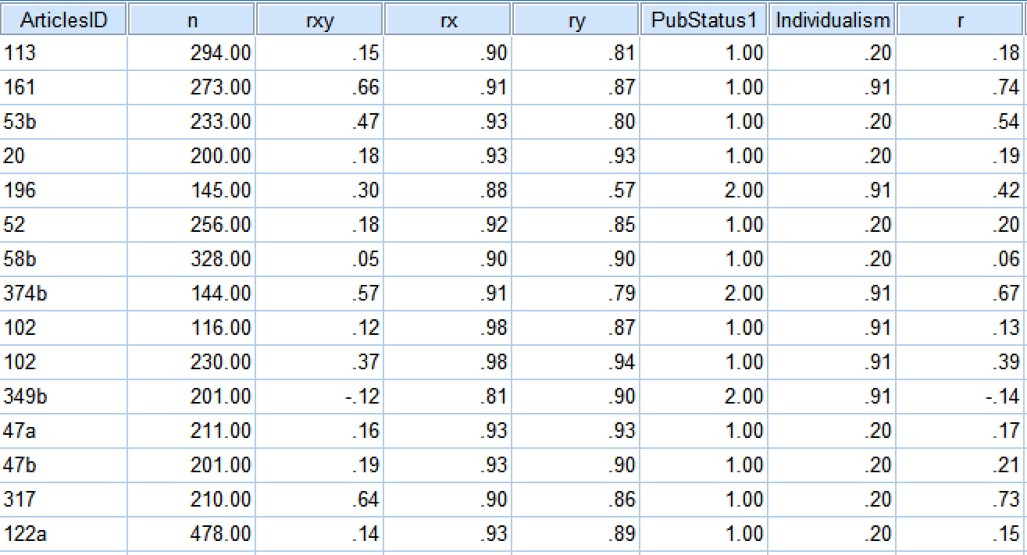 ArticlesID n rxy rx ry PubStatus1 Individualism r
113 294.00 .15 .90 .81 1.00 .20 .18
161 273.00 .66 .91 .87 1.00 .91 .74
53b 233.00 .47 .93 .80 1.00 .20 .54
20 200.00 .18 .93 .93 1.00 .20 .19
196 145.00 .30 .88 .57 2.00 .91 .42
52 256.00 .18 .92 .85 1.00 .20 .20
58b 328.00 .05 .90 .90 1.00 .20 .06
374b 144.00 .57 .91 .79 2.00 .91 .67
102 116.00 .12 .98 .87 1.00 .91 .13
102 230.00 .37 .98 .94 1.00 .91 .39
349b 201.00 -.12 .81 .90 2.00 .91 -.14
47a 211.00 .16 .93 .93 1.00 .20 .17
47b 201.00 .19 .93 .90 1.00 .20 .21
317 210.00 .64 .90 .86 1.00 .20 .73
122a 478.00 .14 .93 .89 1.00 .20 .15